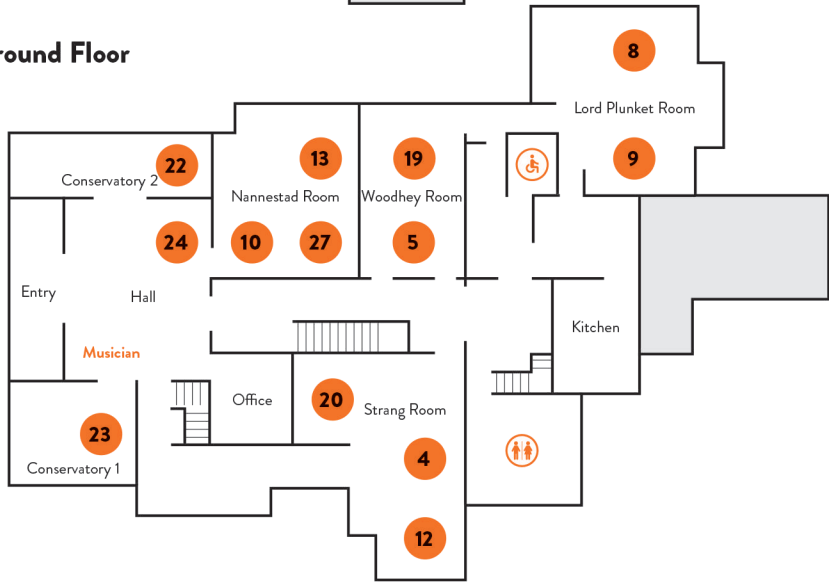 round Floor
8
Lord Plunket Room
9
22
Conservatory 2
13
Nannestad Room
10
27
19
Woodhey Room
5
24
Entry
Hall
Musician
Kitchen
Office
20
Strang Room
4
12
23
Conservatory 1